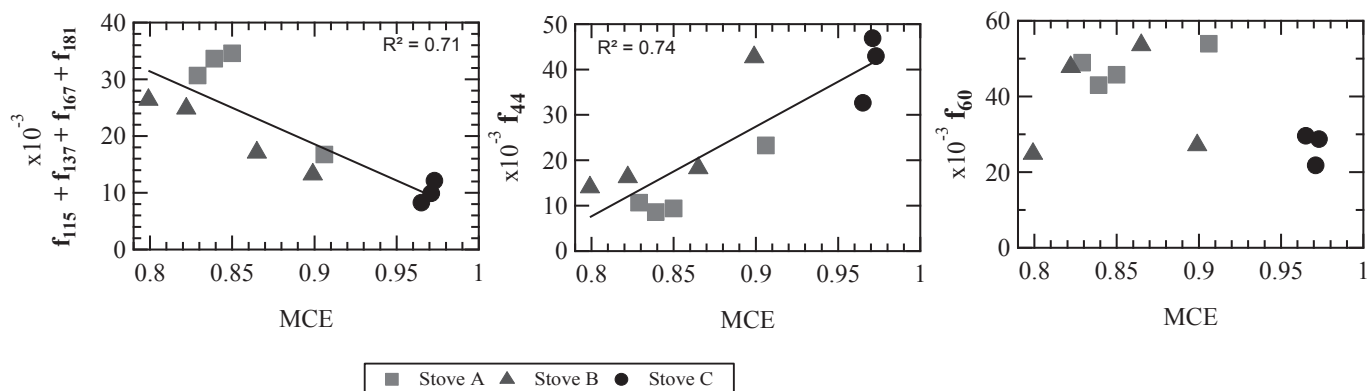 x10⁻³
f₁₁₅ + f₁₃₇ + f₁₆₇ + f₁₈₁
40
30
20
10
0
R² = 0.71
0.8 0.85 0.9 0.95 1
MCE
x10⁻³ f₄₄
50
40
30
20
10
0
R² = 0.74
0.8 0.85 0.9 0.95 1
MCE
x10⁻³ f₆₀
60
40
20
0
0.8 0.85 0.9 0.95 1
MCE
Stove A Stove B Stove C